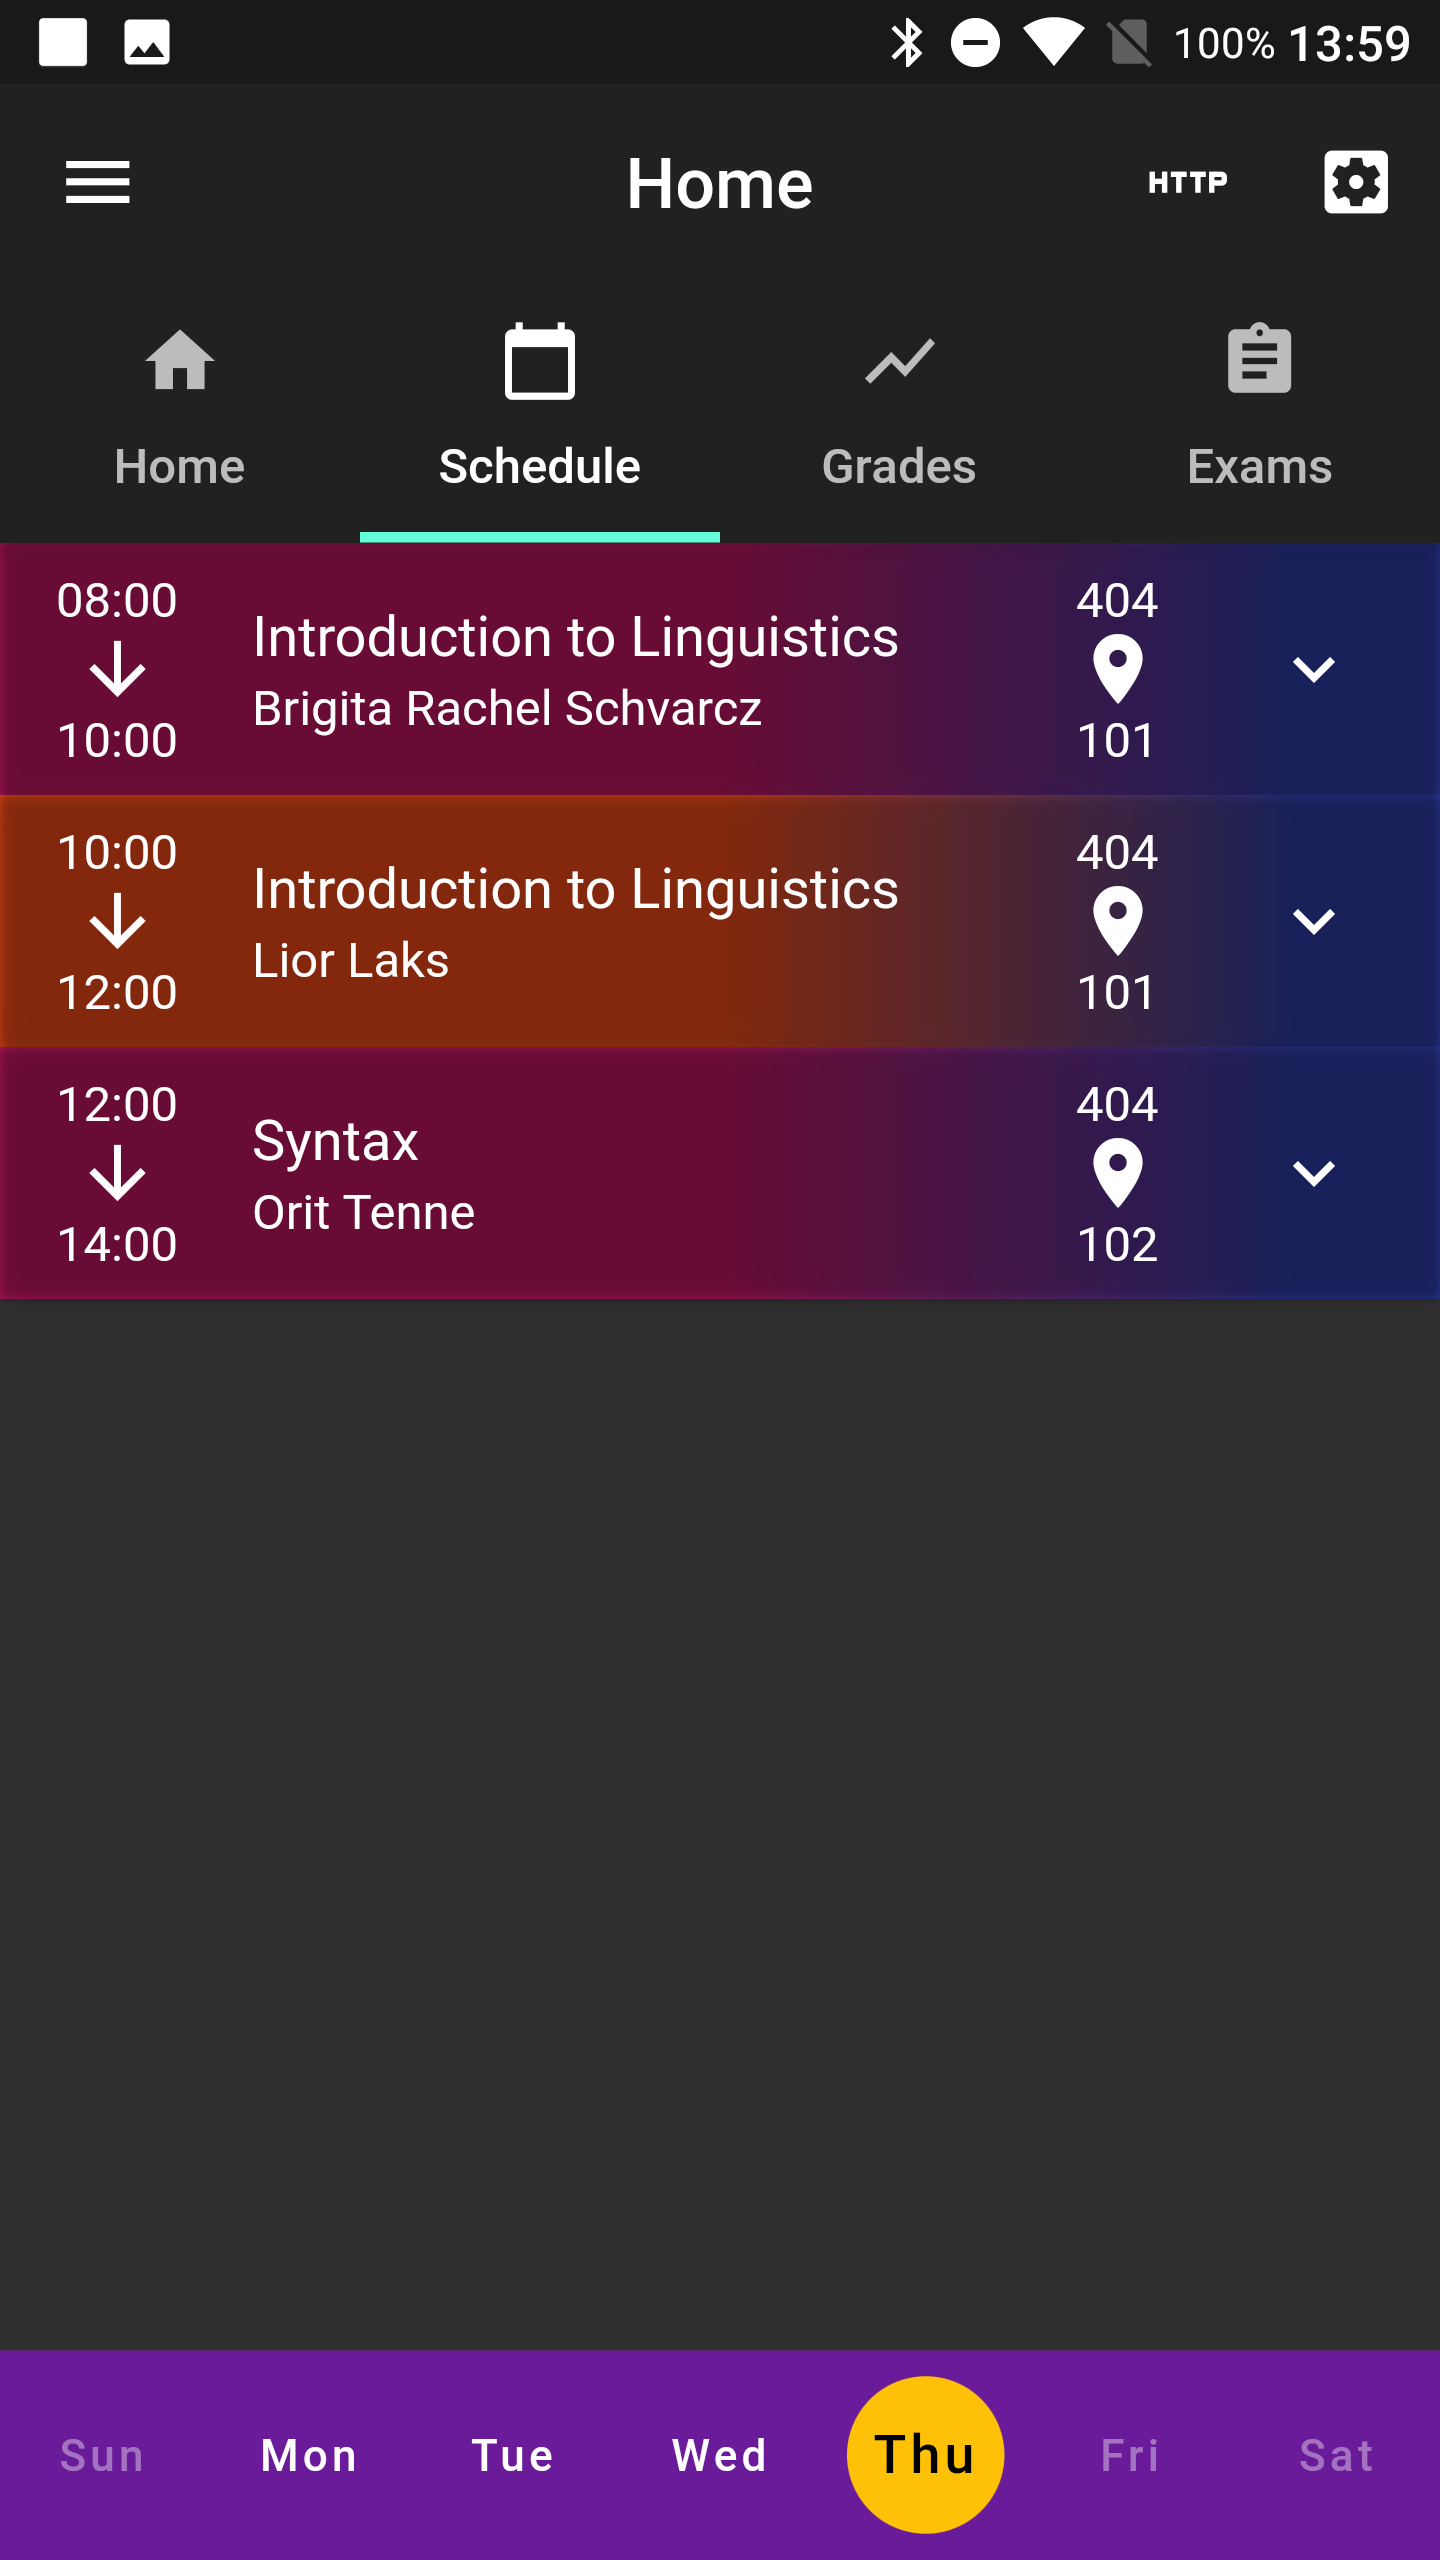 100% 13:59
Home HTTP
Home Schedule Grades Exams
08:00
10:00
Introduction to Linguistics
Brigita Rachel Schvarcz
404
101
10:00
12:00
Introduction to Linguistics
Lior Laks
404
101
12:00
14:00
Syntax
Orit Tenne
404
102
Sun Mon Tue Wed Thu Fri Sat